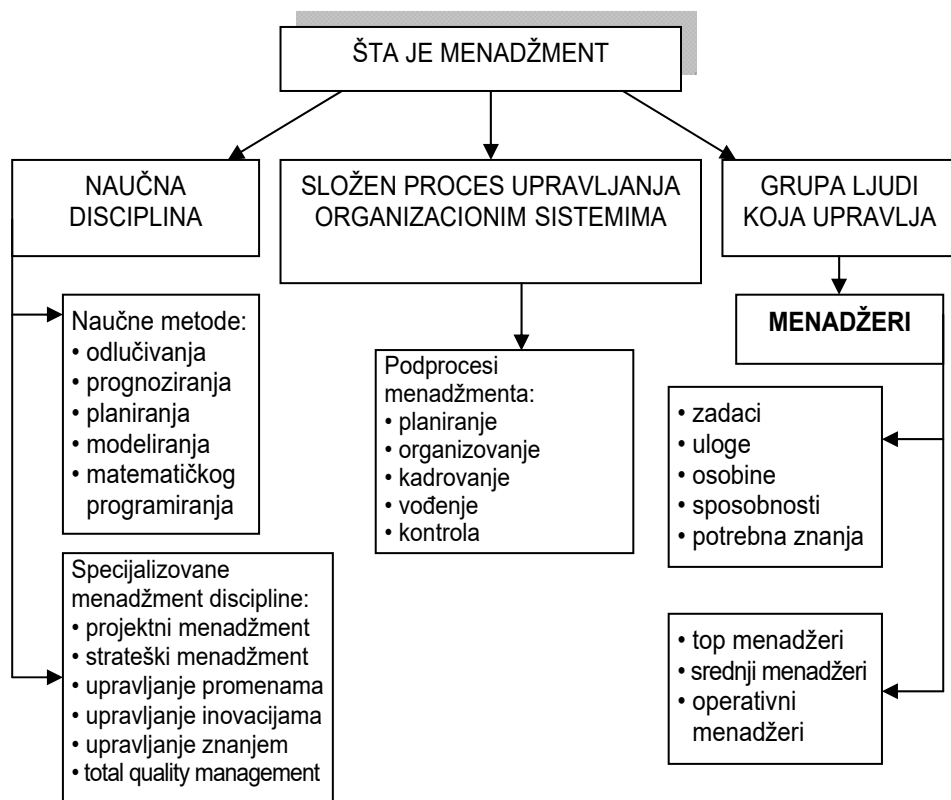 ŠTA JE MENADŽMENT
NAUČNA
DISCIPLINA
SLOŽEN PROCES UPRAVLJANJA
ORGANIZACIONIM SISTEMIMA
GRUPA LJUDI
KOJA UPRAVLJA
Naučne metode:
• odlučivanja
• prognoziranja
• planiranja
• modeliranja
• matematičkog
programiranja
Specijalizovane
menadžment discipline:
• projektni menadžment
• strateški menadžment
• upravljanje promenama
• upravljanje inovacijama
• upravljanje znanjem
• total quality management
Podprocesi
menadžmenta:
• planiranje
• organizovanje
• kadrovanje
• vođenje
• kontrola
MENADŽERI
• zadaci
• uloge
• osobine
• sposobnosti
• potrebna znanja
• top menadžeri
• srednji menadžeri
• operativni
menadžeri